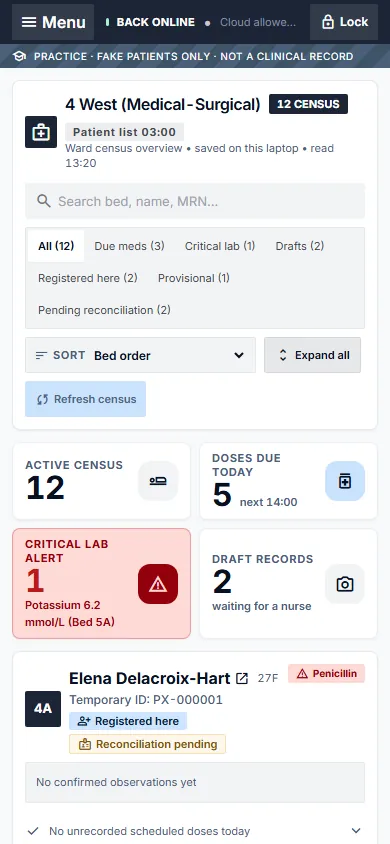 Menu
BACK ONLINE
Cloud allowe...
Lock
PRACTICE · FAKE PATIENTS ONLY · NOT A CLINICAL RECORD
4 West (Medical-Surgical)
12 CENSUS
Patient list 03:00
Ward census overview • saved on this laptop • read
13:20
Search bed, name, MRN...
All (12)
Due meds (3)
Critical lab (1)
Drafts (2)
Registered here (2)
Provisional (1)
Pending reconciliation (2)
SORT
Bed order
Expand all
Refresh census
ACTIVE CENSUS
12
DOSES DUE
TODAY
5 next 14:00
CRITICAL LAB
ALERT
1
Potassium 6.2
mmol/L (Bed 5A)
DRAFT RECORDS
2
waiting for a nurse
4A
Elena Delacroix-Hart
27F
Penicillin
Temporary ID: PX-000001
Registered here
Reconciliation pending
No confirmed observations yet
No unrecorded scheduled doses today